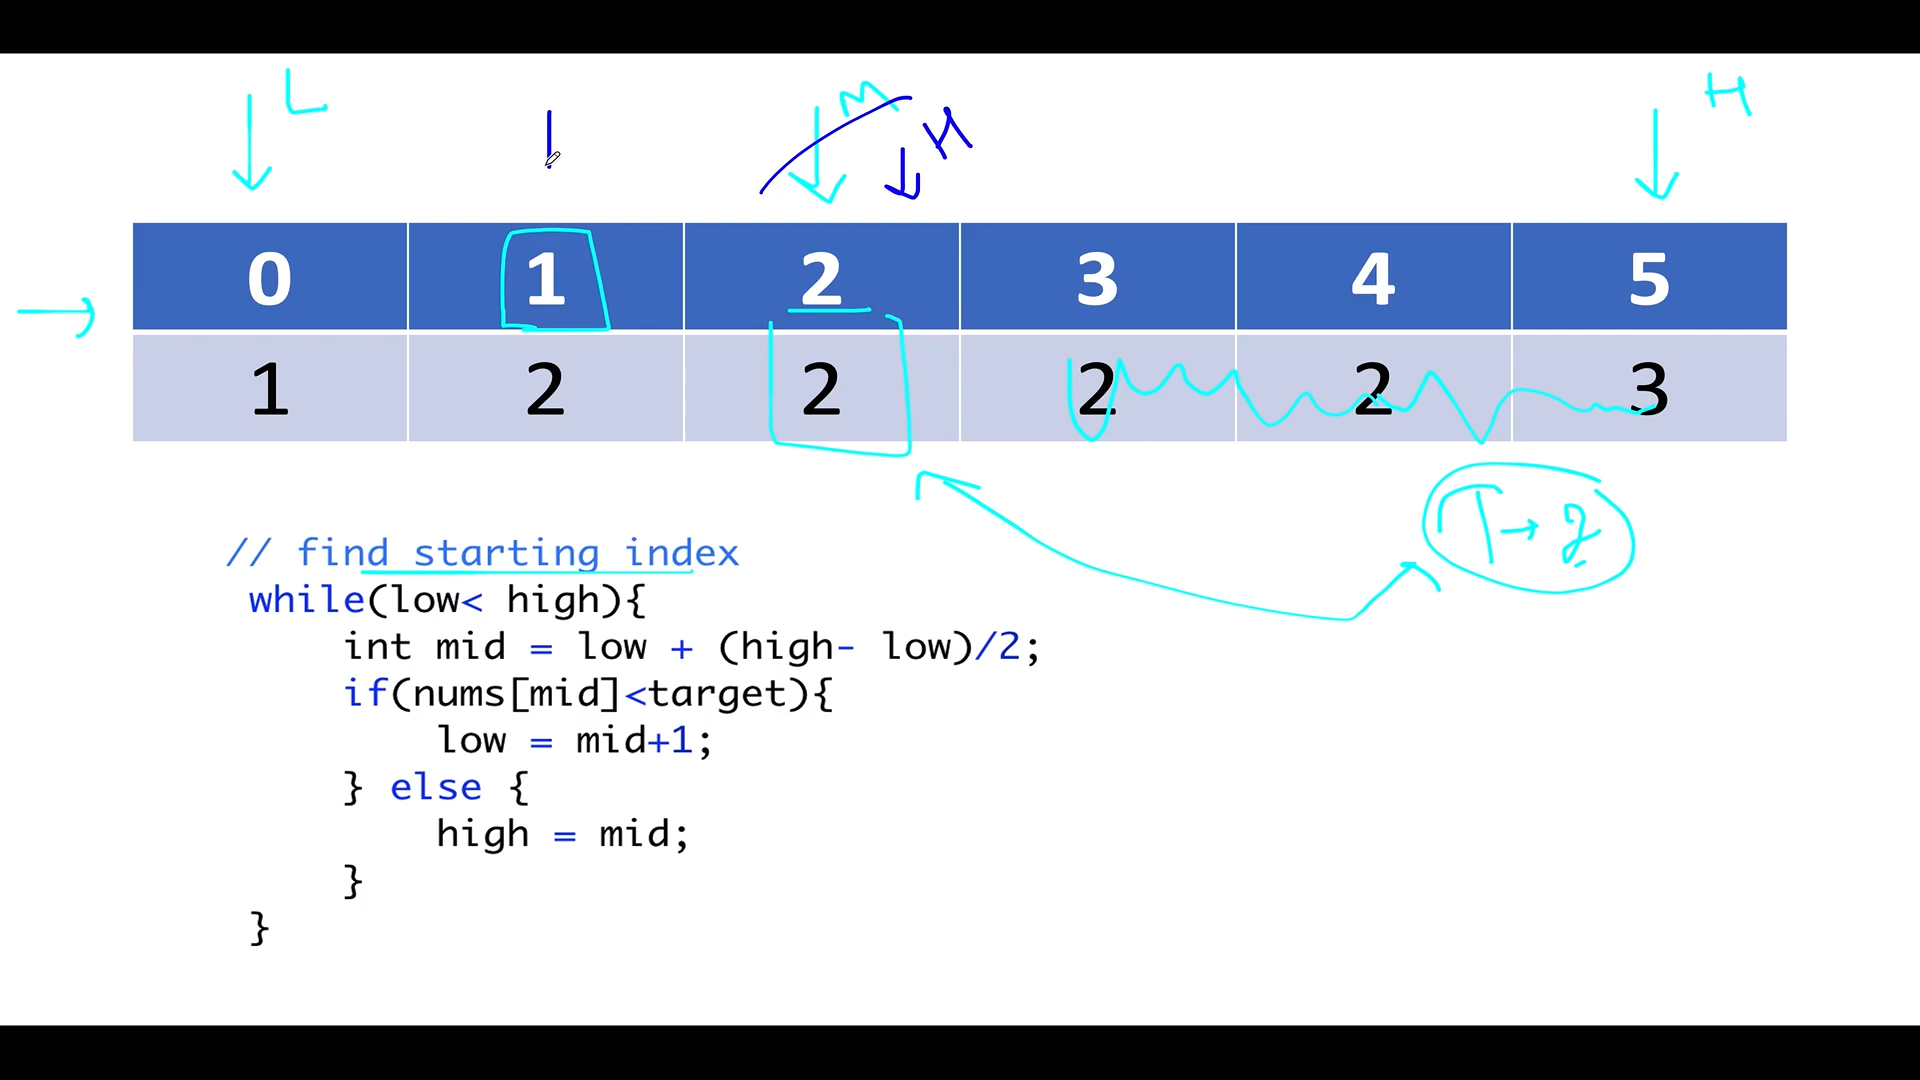 L M H H
0 1 2 3 4 5
1 2 2 2 2 3
T → 2
// find starting index
while(low< high){
int mid = low + (high- low)/2;
if(nums[mid]<target){
low = mid+1;
} else {
high = mid;
}
}